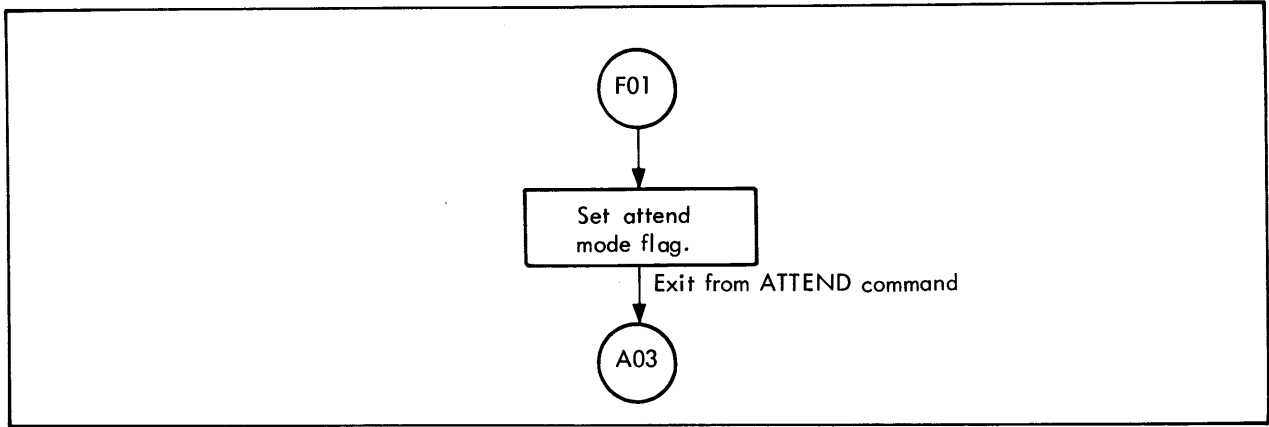 F01
Set attend
mode flag.
Exit from ATTEND command
A03